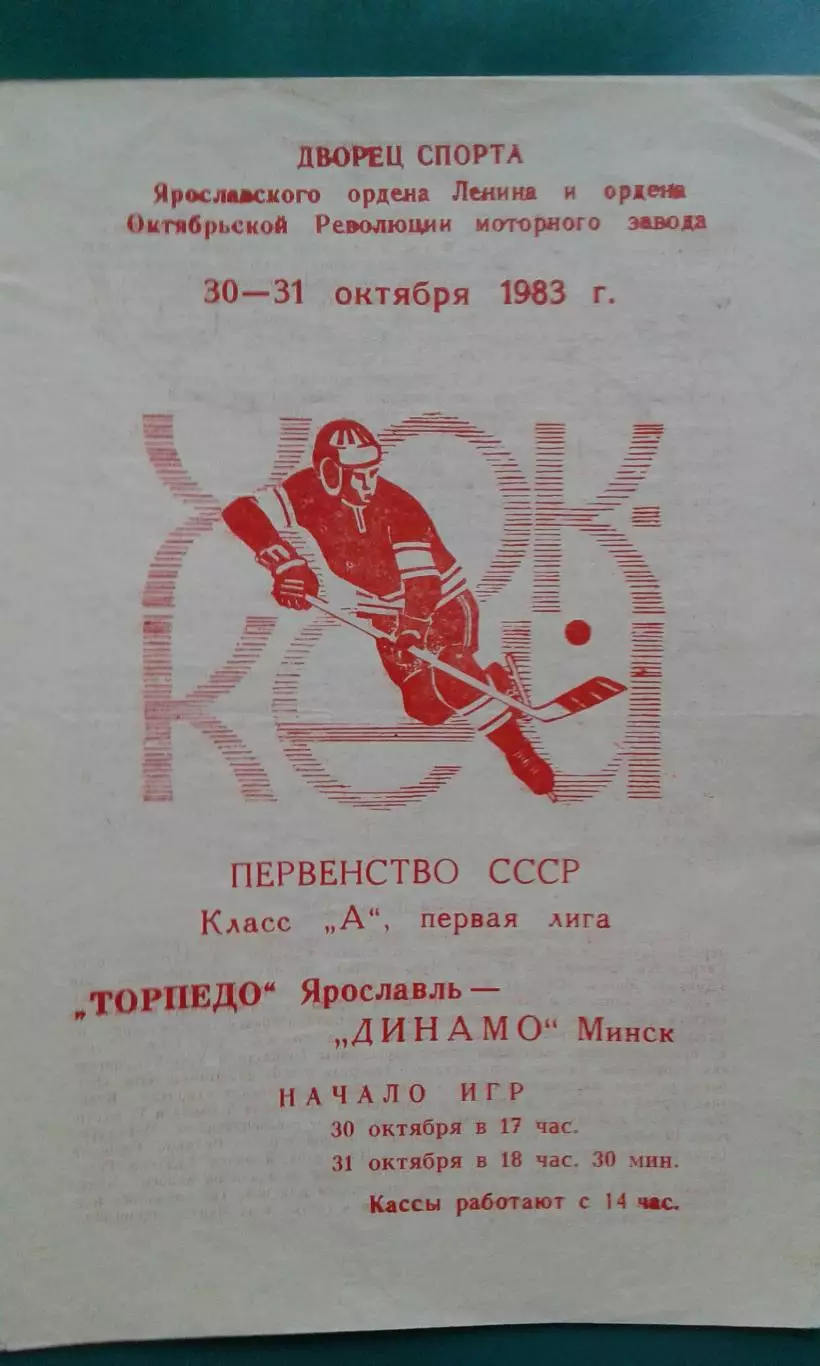 ДВОРЕЦ СПОРТА
Ярославского ордена Ленина и ордена
Октябрьской Революции моторного завода
30—31 октября 1983 г.
ХОК
КЕЙ
ПЕРВЕНСТВО СССР
Класс „А“, первая лига
„ТОРПЕДО“ Ярославль —
„ДИНАМО“ Минск
НАЧАЛО ИГР
30 октября в 17 час.
31 октября в 18 час. 30 мин.
Кассы работают с 14 час.